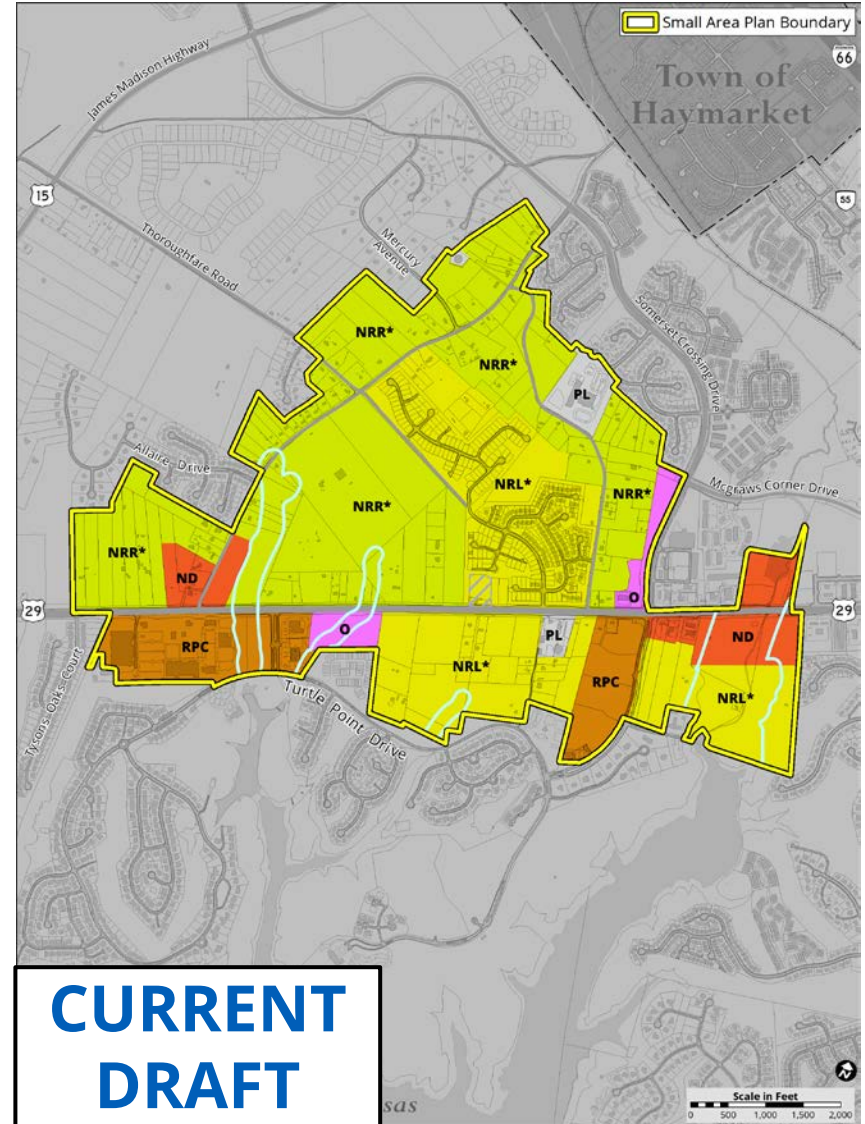 Small Area Plan Boundary
66
Town of
Haymarket
James Madison Highway
15
55
Thoroughfare Road
Mercury
Avenue
Somerset Crossing Drive
NRR*
NRR*
PL
Allaire Drive
NRL*
Mcgraws Corner Drive
NRR*
NRR*
NRR*
ND
29
O
29
RPC
O
PL
ND
NRL*
RPC
NRL*
Tysons Oaks Court
Turtle Point Drive
CURRENT
DRAFT
sas
Scale in Feet
0 500 1,000 1,500 2,000